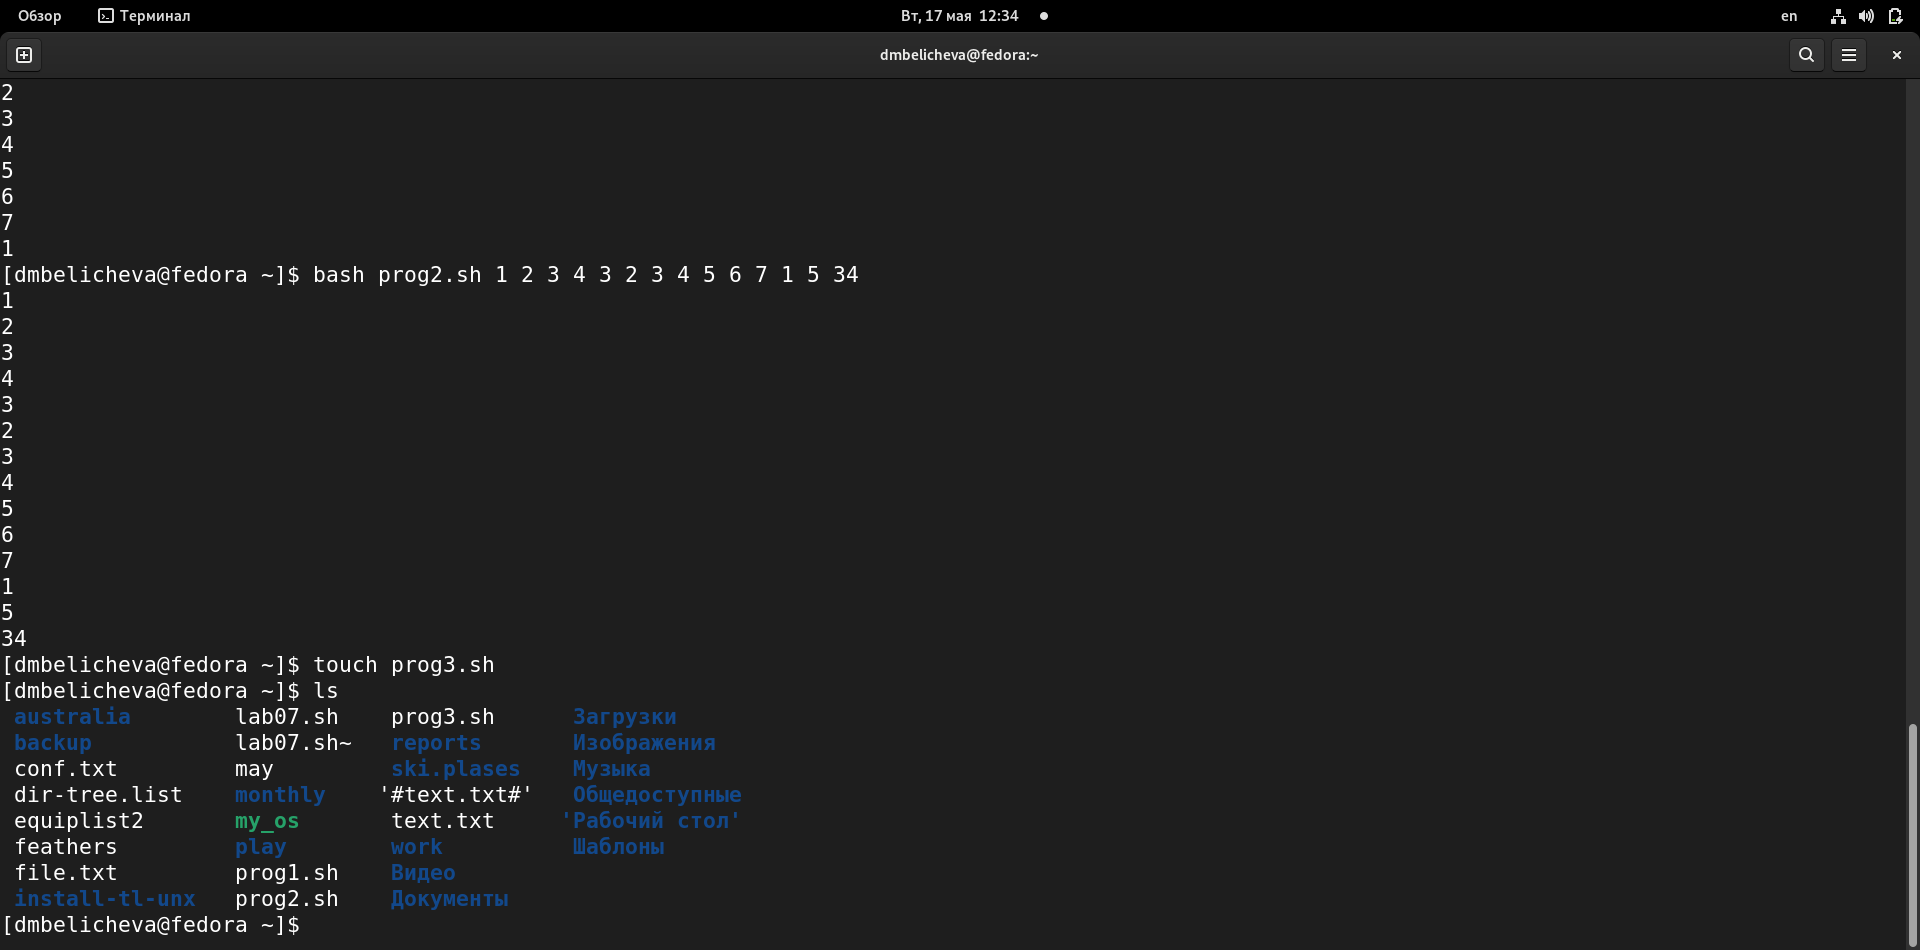 Обзор Терминал Вт, 17 мая 12:34 en
dmbelicheva@fedora:~
2
3
4
5
6
7
1
[dmbelicheva@fedora ~]$ bash prog2.sh 1 2 3 4 3 2 3 4 5 6 7 1 5 34
1
2
3
4
3
2
3
4
5
6
7
1
5
34
[dmbelicheva@fedora ~]$ touch prog3.sh
[dmbelicheva@fedora ~]$ ls
australia lab07.sh prog3.sh Загрузки
backup lab07.sh~ reports Изображения
conf.txt may ski.plases Музыка
dir-tree.list monthly '#text.txt#' Общедоступные
equiplist2 my_os text.txt 'Рабочий стол'
feathers play work Шаблоны
file.txt prog1.sh Видео
install-tl-unx prog2.sh Документы
[dmbelicheva@fedora ~]$